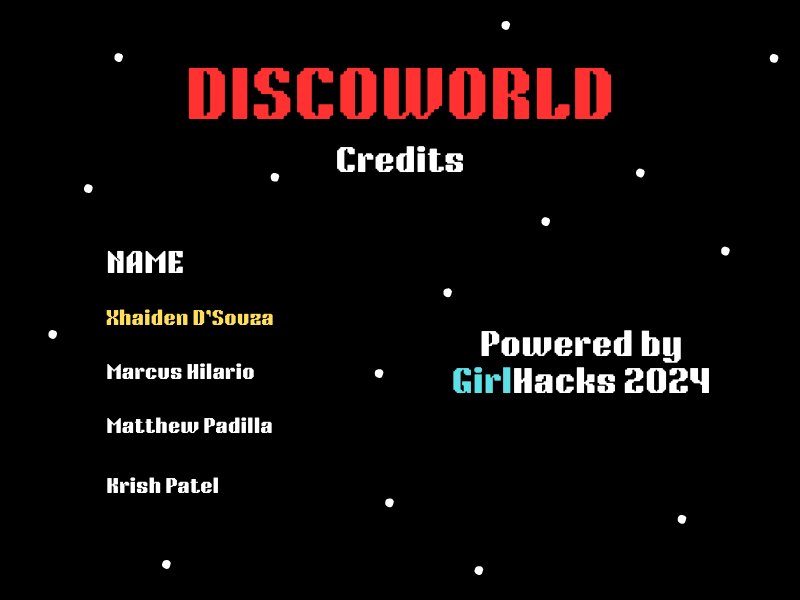 DISCOWORLD
Credits
NAME
Xhaiden D'Souza
Marcus Hilario
Matthew Padilla
Krish Patel
Powered by
GirlHacks 2024